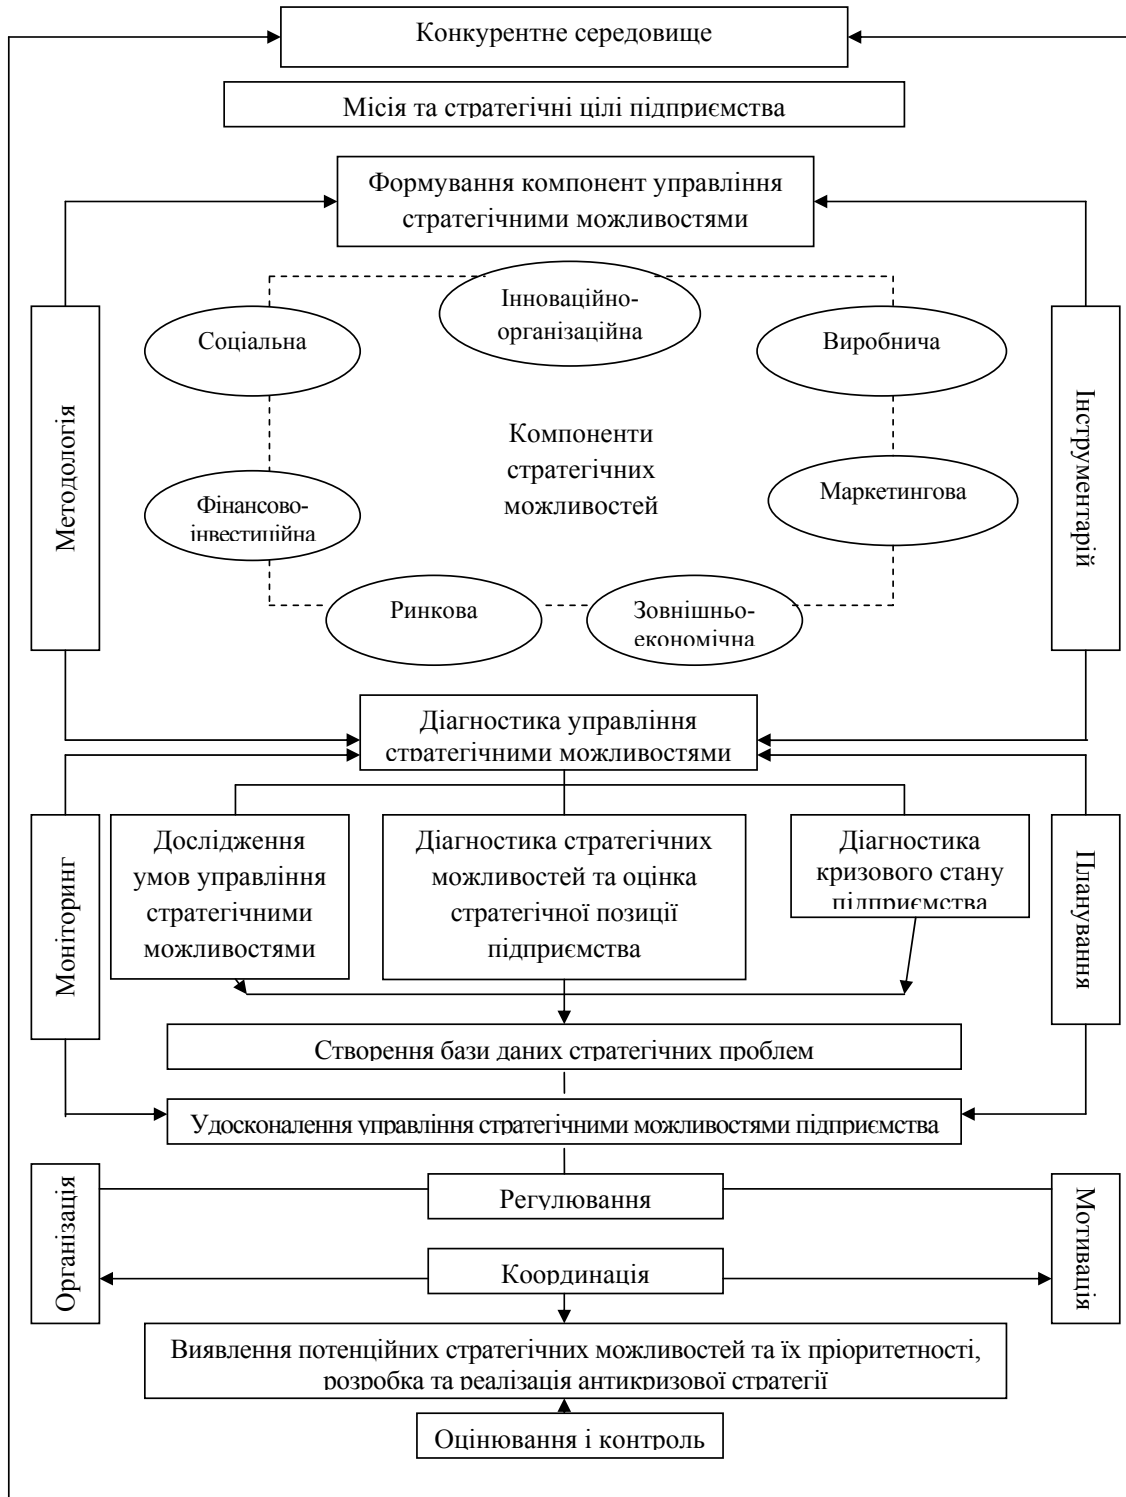 Конкурентне середовище
Місія та стратегічні цілі підприємства
Формування компонент управління
стратегічними можливостями
Методологія
Інструментарій
Інноваційно-
організаційна
Соціальна
Виробнича
Компоненти
стратегічних
можливостей
Фінансово-
інвестиційна
Маркетингова
Ринкова
Зовнішньо-
економічна
Діагностика управління
стратегічними можливостями
Моніторинг
Планування
Дослідження
умов управління
стратегічними
можливостями
Діагностика стратегічних
можливостей та оцінка
стратегічної позиції
підприємства
Діагностика
кризового стану
підприємства
Створення бази даних стратегічних проблем
Удосконалення управління стратегічними можливостями підприємства
Організація
Регулювання
Мотивація
Координація
Виявлення потенційних стратегічних можливостей та їх пріоритетності,
розробка та реалізація антикризової стратегії
Оцінювання і контроль